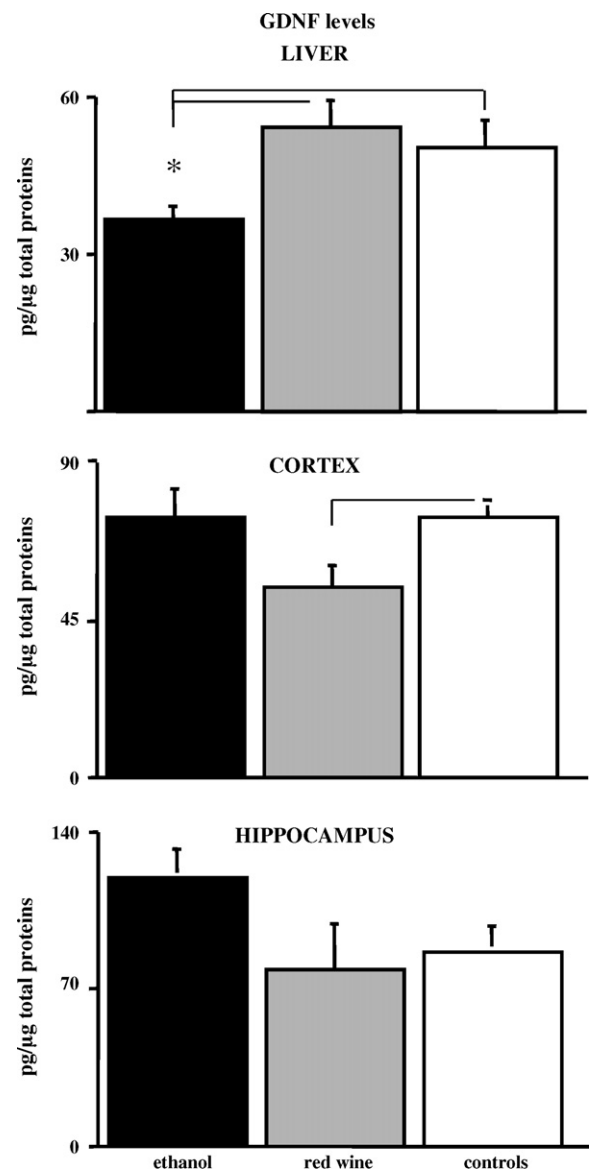 GDNF levels
LIVER
60
*
30
pg/µg total proteins
90
CORTEX
45
pg/µg total proteins
0
140
HIPPOCAMPUS
70
pg/µg total proteins
0
ethanol red wine controls